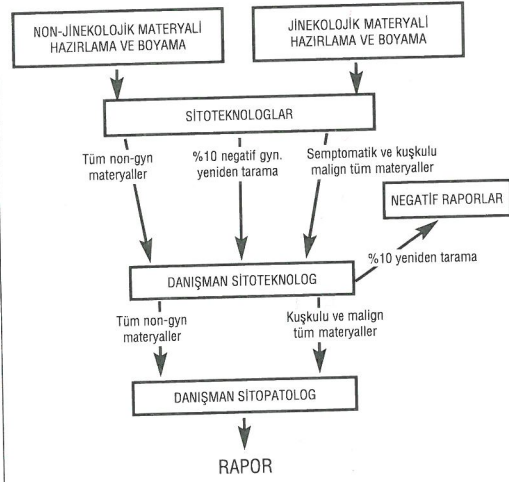 NON-JİNEKOLOJİK MATERYALİ
HAZIRLAMA VE BOYAMA
JİNEKOLOJİK MATERYALİ
HAZIRLAMA VE BOYAMA
SİTOTEKNOLOGLAR
Tüm non-gyn
materyaller
%10 negatif gyn.
yeniden tarama
Semptomatik ve kuşkulu
malign tüm materyaller
NEGATİF RAPORLAR
%10 yeniden tarama
DANIŞMAN SİTOTEKNOLOG
Tüm non-gyn
materyaller
Kuşkulu ve malign
tüm materyaller
DANIŞMAN SİTOPATOLOG
RAPOR